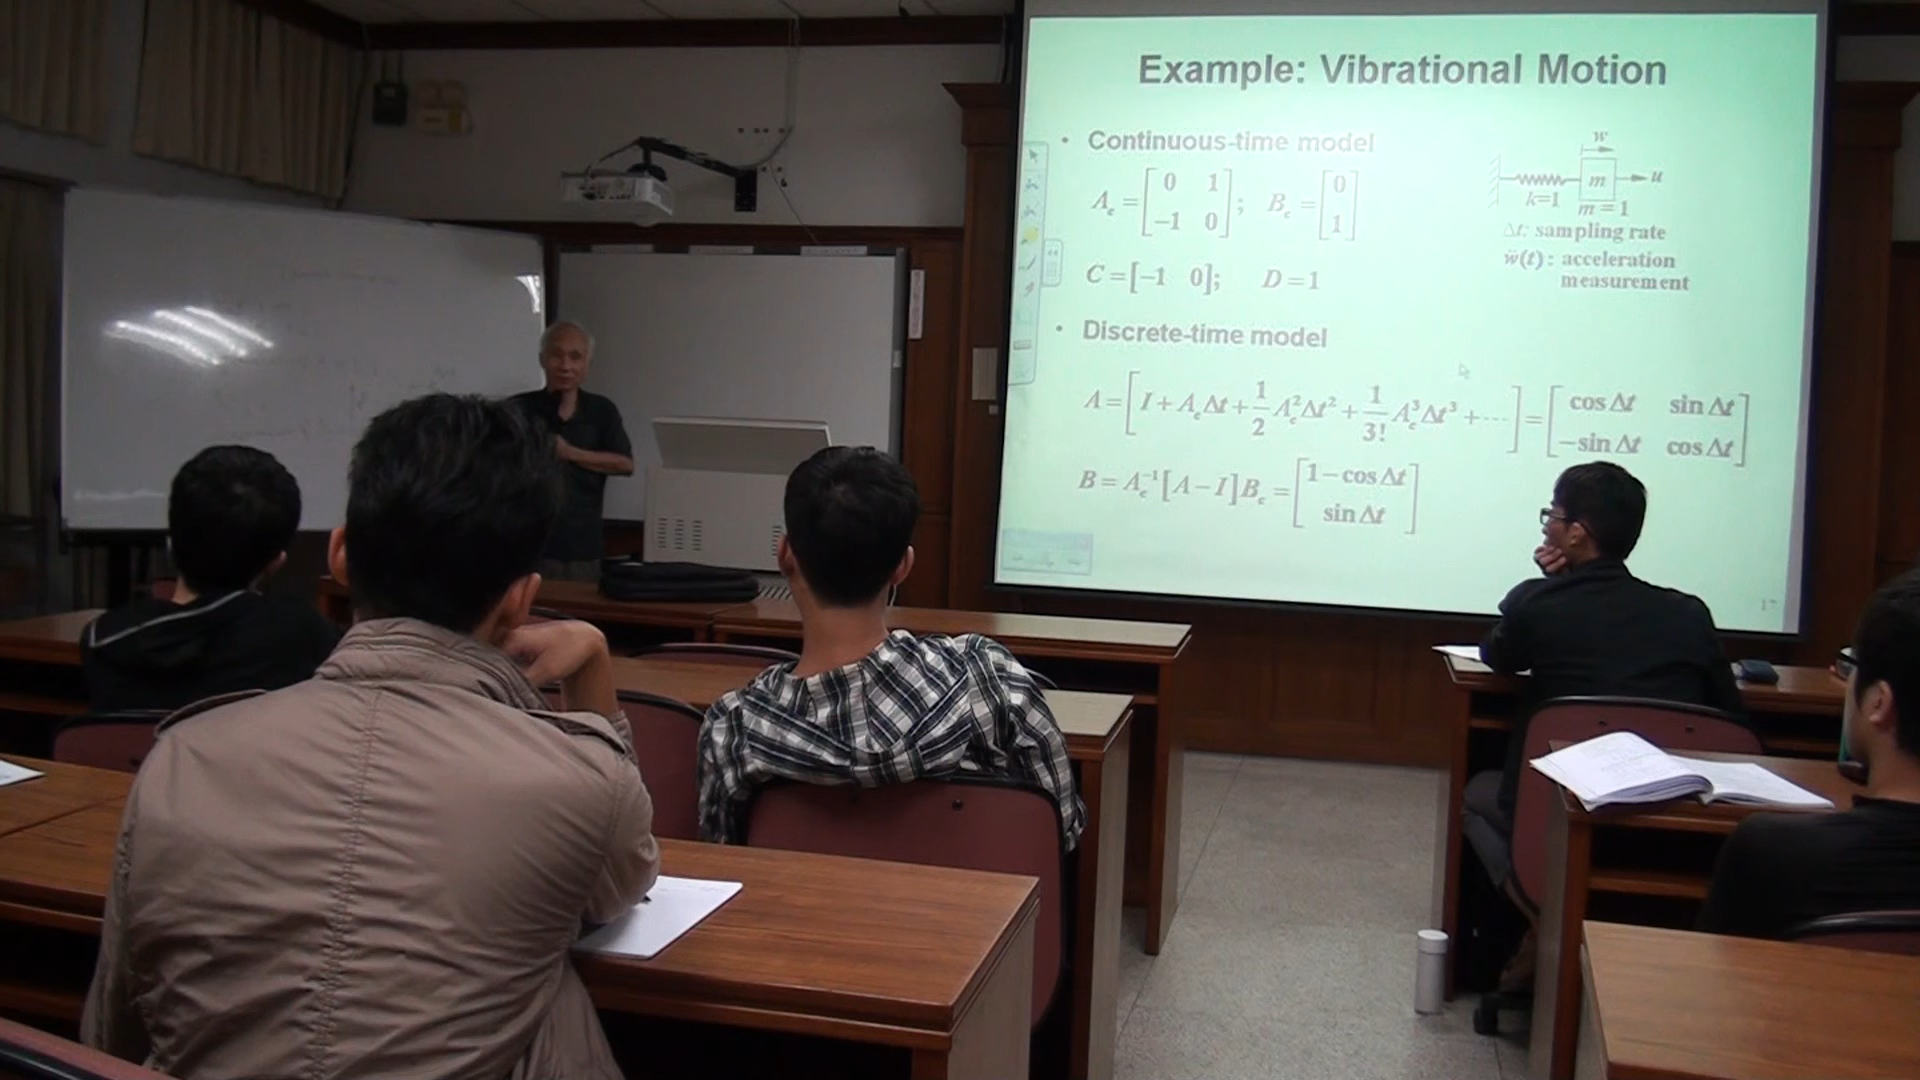 Example: Vibrational Motion
• Continuous-time model
A_c = [0 1; −1 0]; B_c = [0; 1]
C = [−1 0]; D = 1
w
m
u
k=1
m = 1
Δt: sampling rate
ẅ(t): acceleration
measurement
• Discrete-time model
A = [I + A_cΔt + 1/2 A_c²Δt² + 1/3! A_c³Δt³ + ⋯] = [cos Δt sin Δt; −sin Δt cos Δt]
B = A_c⁻¹[A − I]B_c = [1 − cos Δt; sin Δt]
17